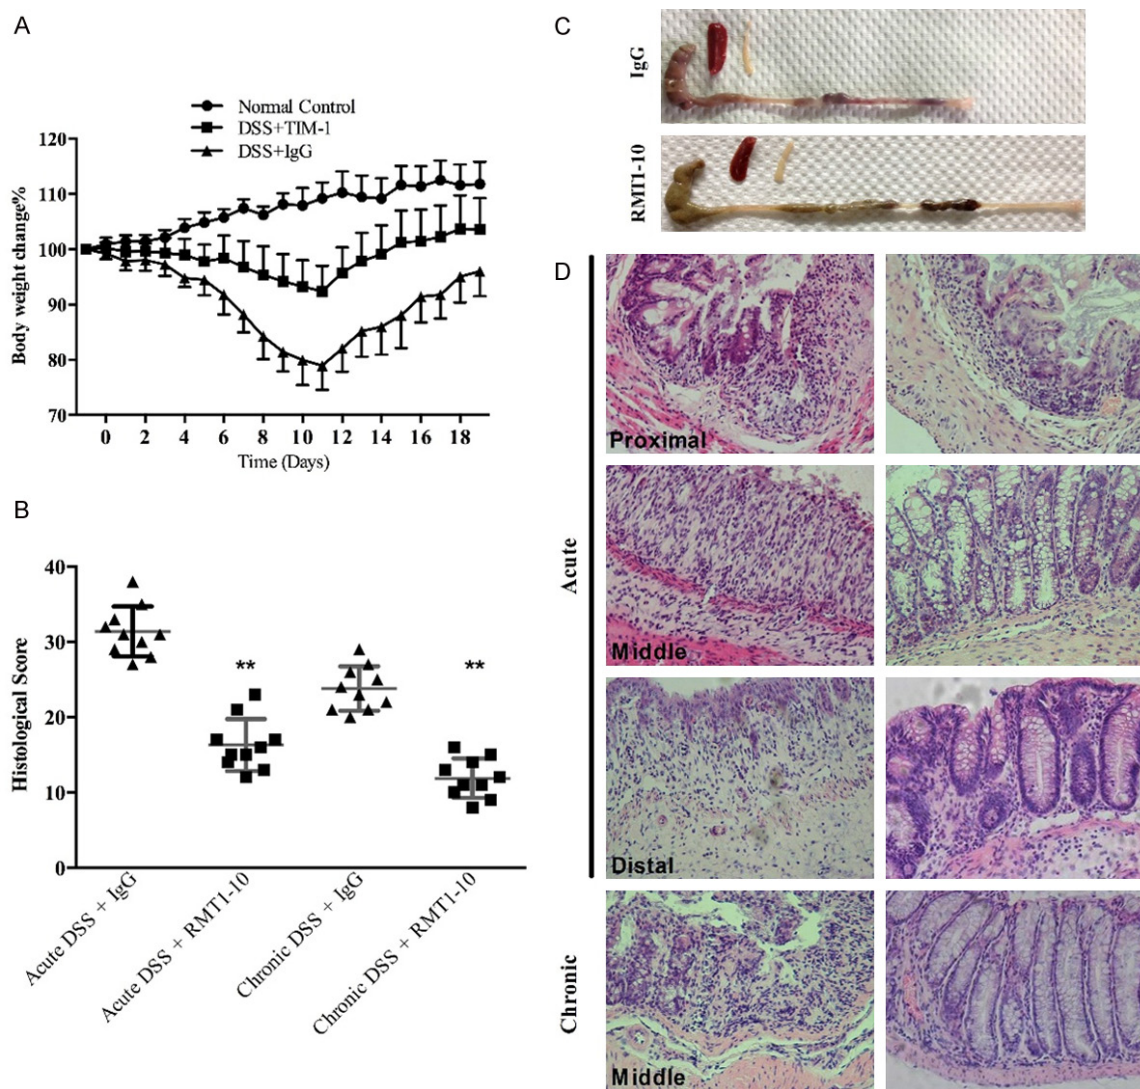 A
Normal Control
DSS+TIM-1
DSS+IgG
120
110
100
90
80
70
Body weight change%
0 2 4 6 8 10 12 14 16 18
Time (Days)
B
40
30
20
10
0
Histological Score
**
**
Acute DSS + IgG
Acute DSS + RMT1-10
Chronic DSS + IgG
Chronic DSS + RMT1-10
C
IgG
RMT1-10
D
Acute
Proximal
Middle
Distal
Chronic
Middle